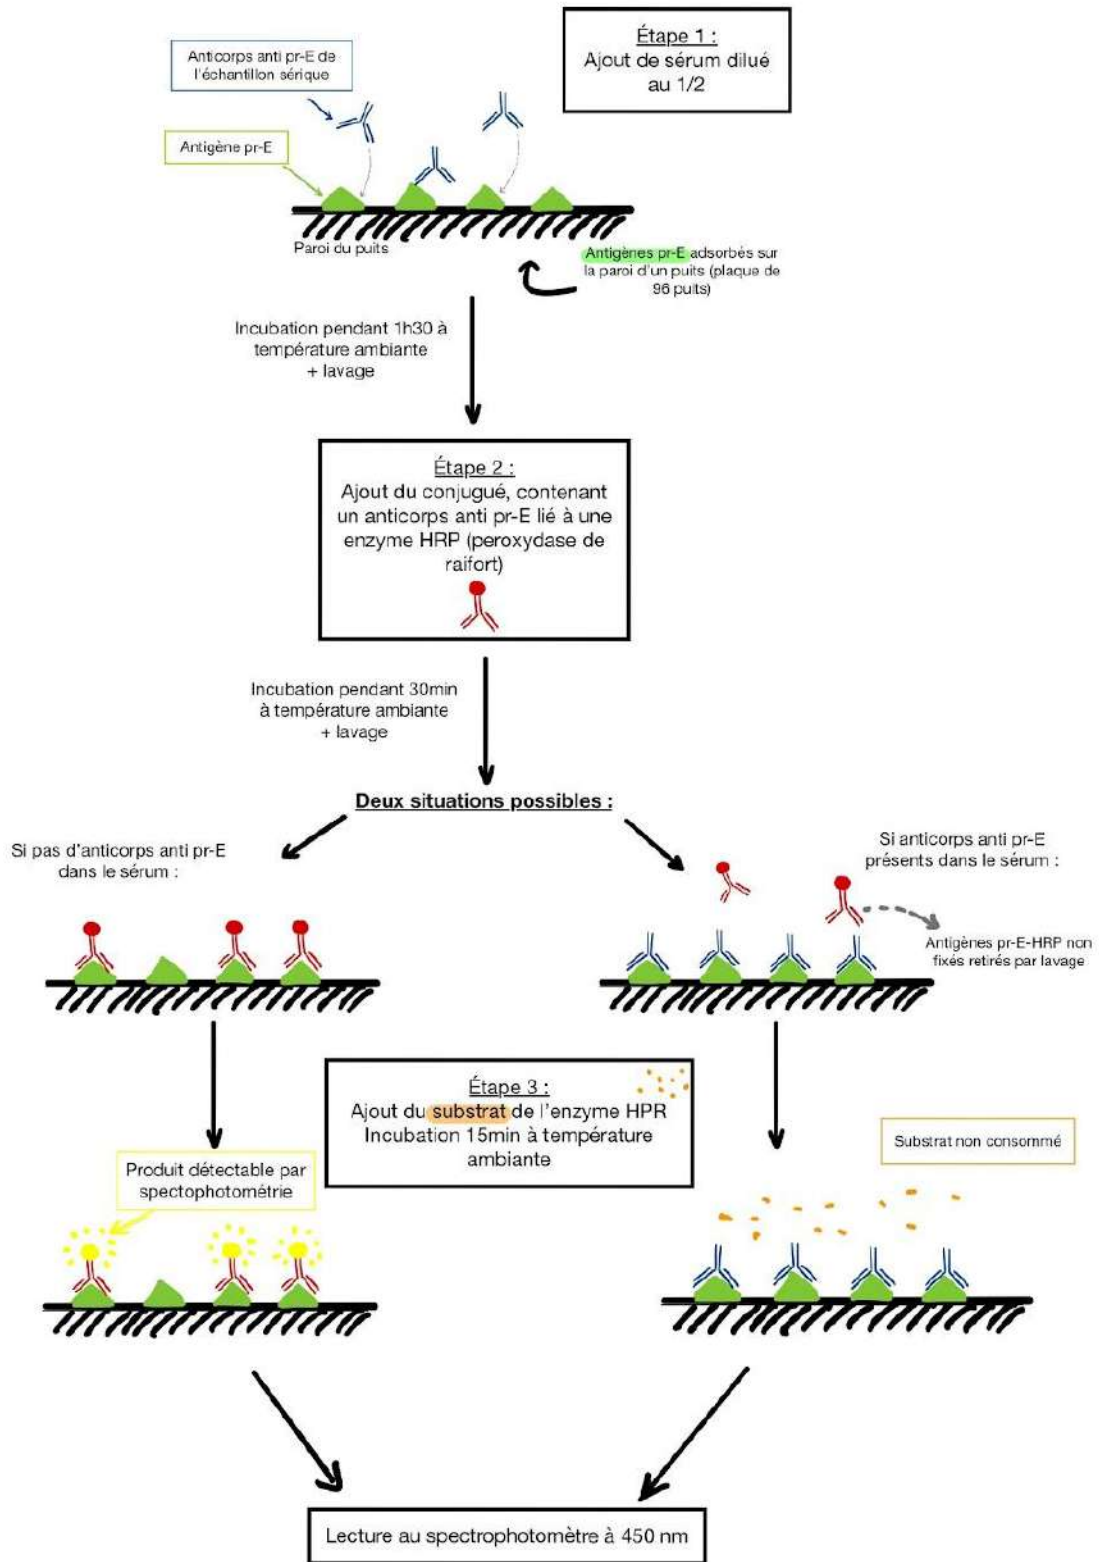 Étape 1 :
Ajout de sérum dilué
au 1/2
Anticorps anti pr-E de
l'échantillon sérique
Antigène pr-E
Paroi du puits
Antigènes pr-E adsorbés sur
la paroi d'un puits (plaque de
96 puits)
Incubation pendant 1h30 à
température ambiante
+ lavage
Étape 2 :
Ajout du conjugué, contenant
un anticorps anti pr-E lié à une
enzyme HRP (peroxydase de
raifort)
Incubation pendant 30min
à température ambiante
+ lavage
Deux situations possibles :
Si pas d'anticorps anti pr-E
dans le sérum :
Si anticorps anti pr-E
présents dans le sérum :
Antigènes pr-E-HRP non
fixés retirés par lavage
Étape 3 :
Ajout du substrat de l'enzyme HPR
Incubation 15min à température
ambiante
Substrat non consommé
Produit détectable par
spectophotométrie
Lecture au spectrophotomètre à 450 nm